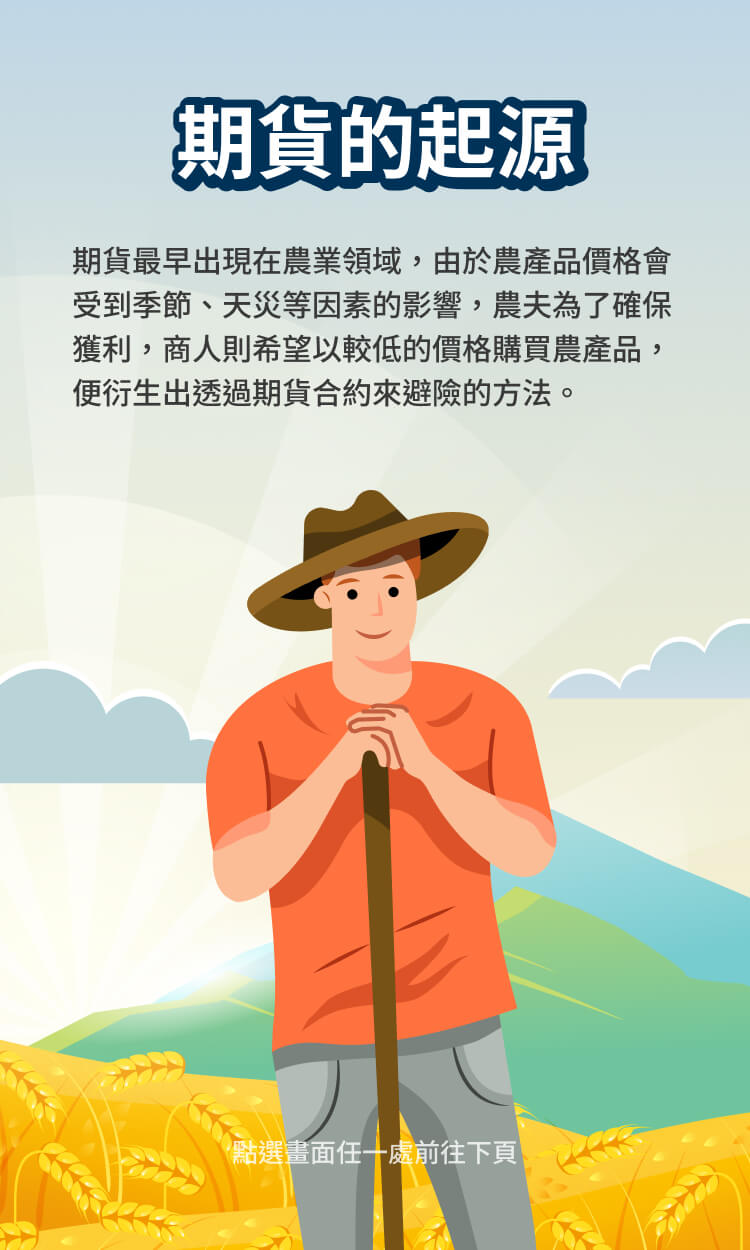 期貨的起源
期貨最早出現在農業領域，由於農產品價格會
受到季節、天災等因素的影響，農夫為了確保
獲利，商人則希望以較低的價格購買農產品，
便衍生出透過期貨合約來避險的方法。
點選畫面任一處前往下頁